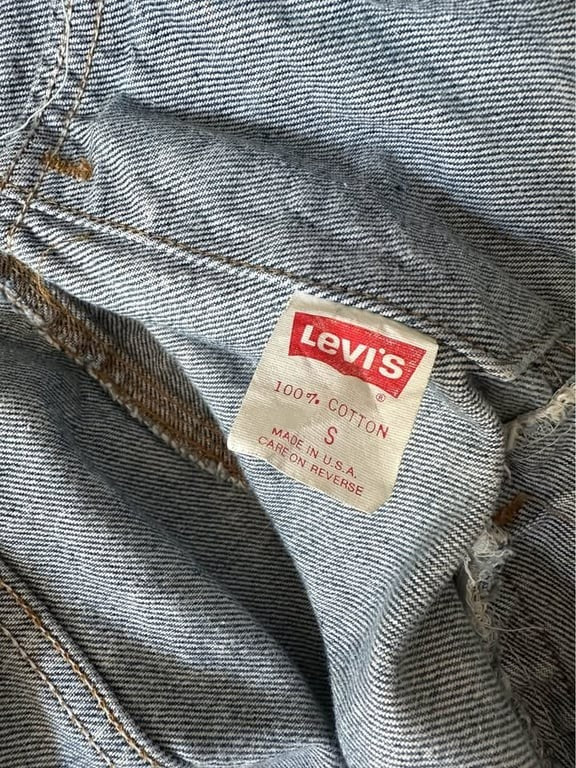 Levi's
®
100% COTTON
S
MADE IN U.S.A.
CARE ON REVERSE